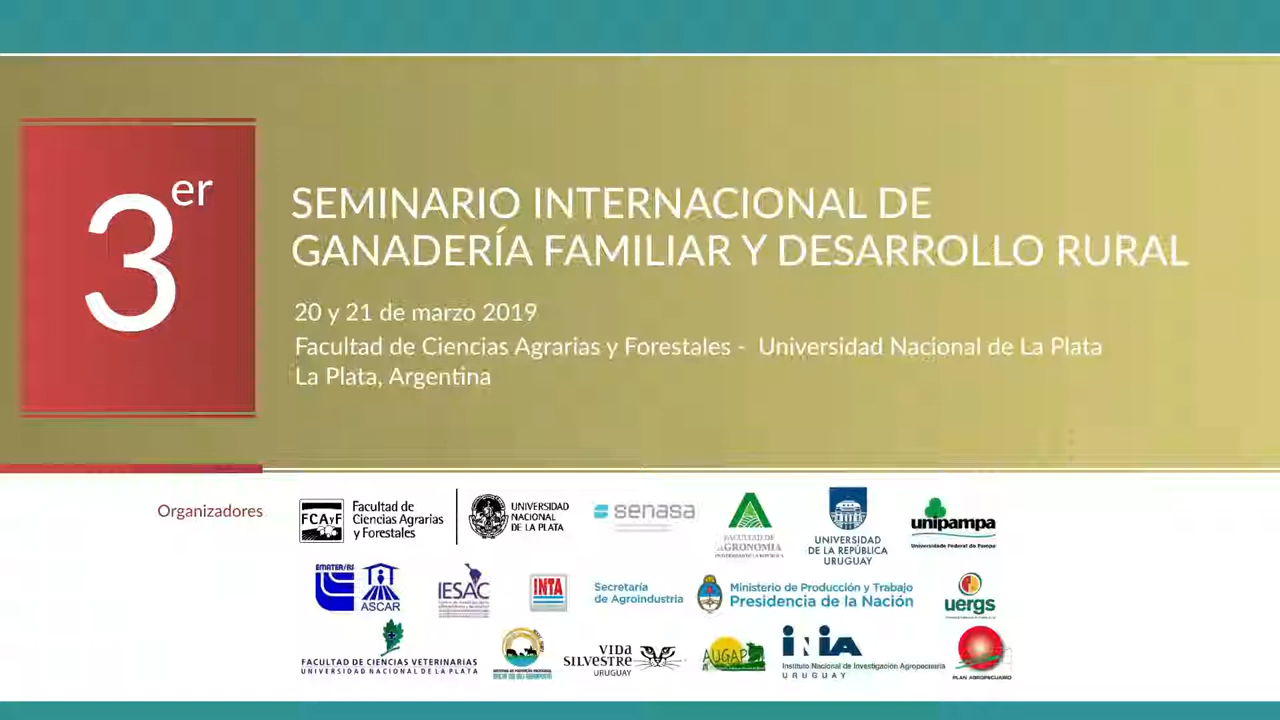 3er
SEMINARIO INTERNACIONAL DE
GANADERÍA FAMILIAR Y DESARROLLO RURAL
20 y 21 de marzo 2019
Facultad de Ciencias Agrarias y Forestales - Universidad Nacional de La Plata
La Plata, Argentina
Organizadores
FCAyF
Facultad de
Ciencias Agrarias
y Forestales
UNIVERSIDAD
NACIONAL
DE LA PLATA
senasa
FACULTAD DE
AGRONOMIA
UNIVERSIDAD
DE LA REPÚBLICA
URUGUAY
unipampa
Universidade Federal do Pampa
EMATER/RS
ASCAR
IESAC
INTA
Secretaría
de Agroindustria
Ministerio de Producción y Trabajo
Presidencia de la Nación
uergs
FACULTAD DE CIENCIAS VETERINARIAS
UNIVERSIDAD NACIONAL DE LA PLATA
VIDA
SILVESTRE
URUGUAY
AUGAP
iNiA
Instituto Nacional de Investigación Agropecuaria
URUGUAY
PLAN AGROPECUARIO